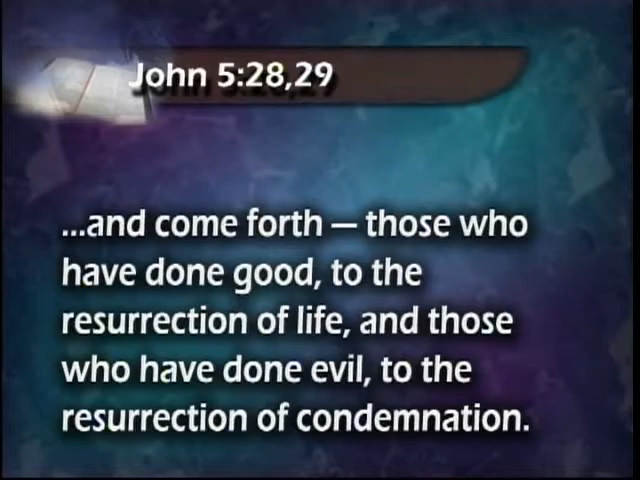 John 5:28,29
...and come forth — those who
have done good, to the
resurrection of life, and those
who have done evil, to the
resurrection of condemnation.